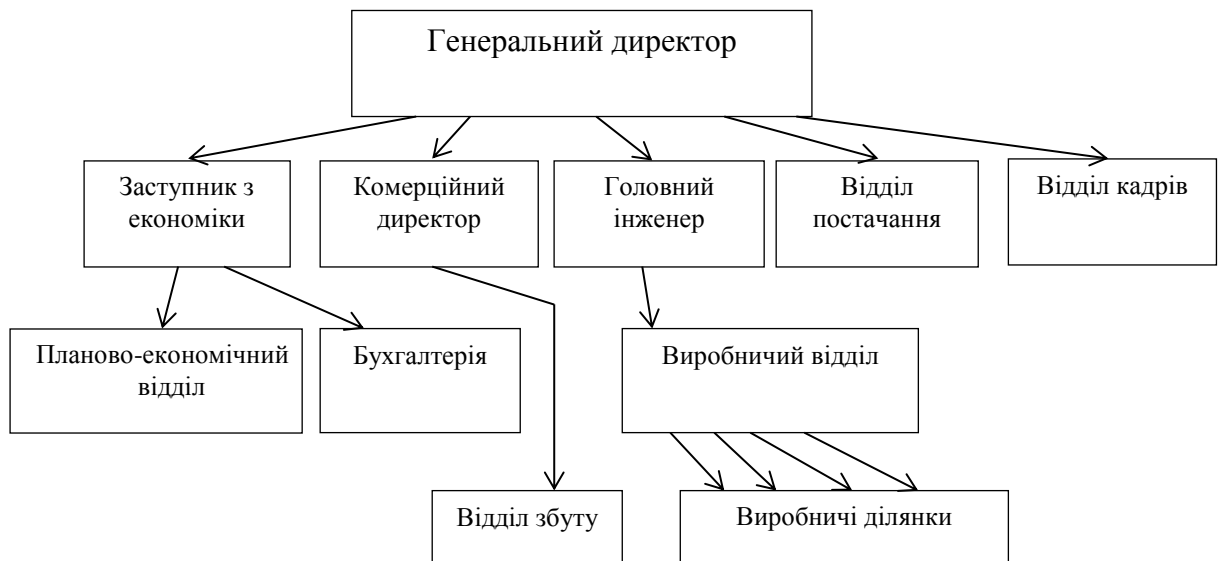 Генеральний директор
Заступник з
економіки
Комерційний
директор
Головний
інженер
Відділ
постачання
Відділ кадрів
Планово-економічний
відділ
Бухгалтерія
Виробничий відділ
Відділ збуту
Виробничі ділянки